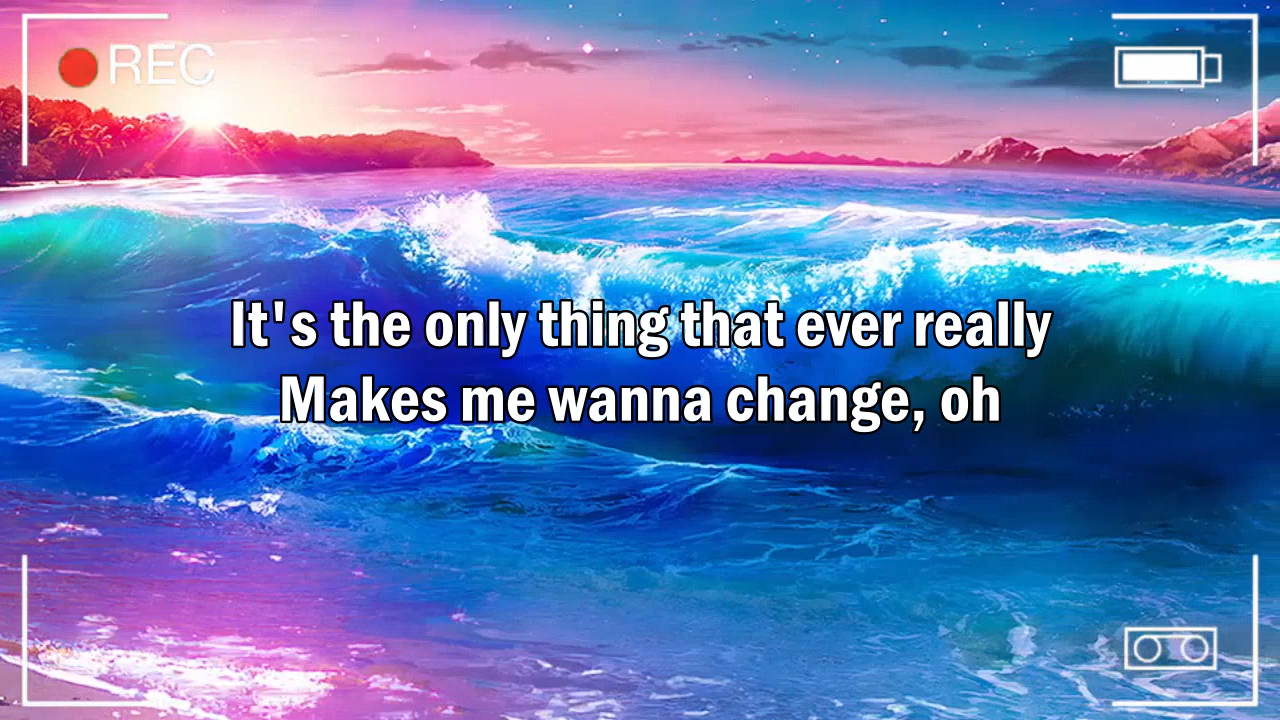 REC
It's the only thing that ever really
Makes me wanna change, oh